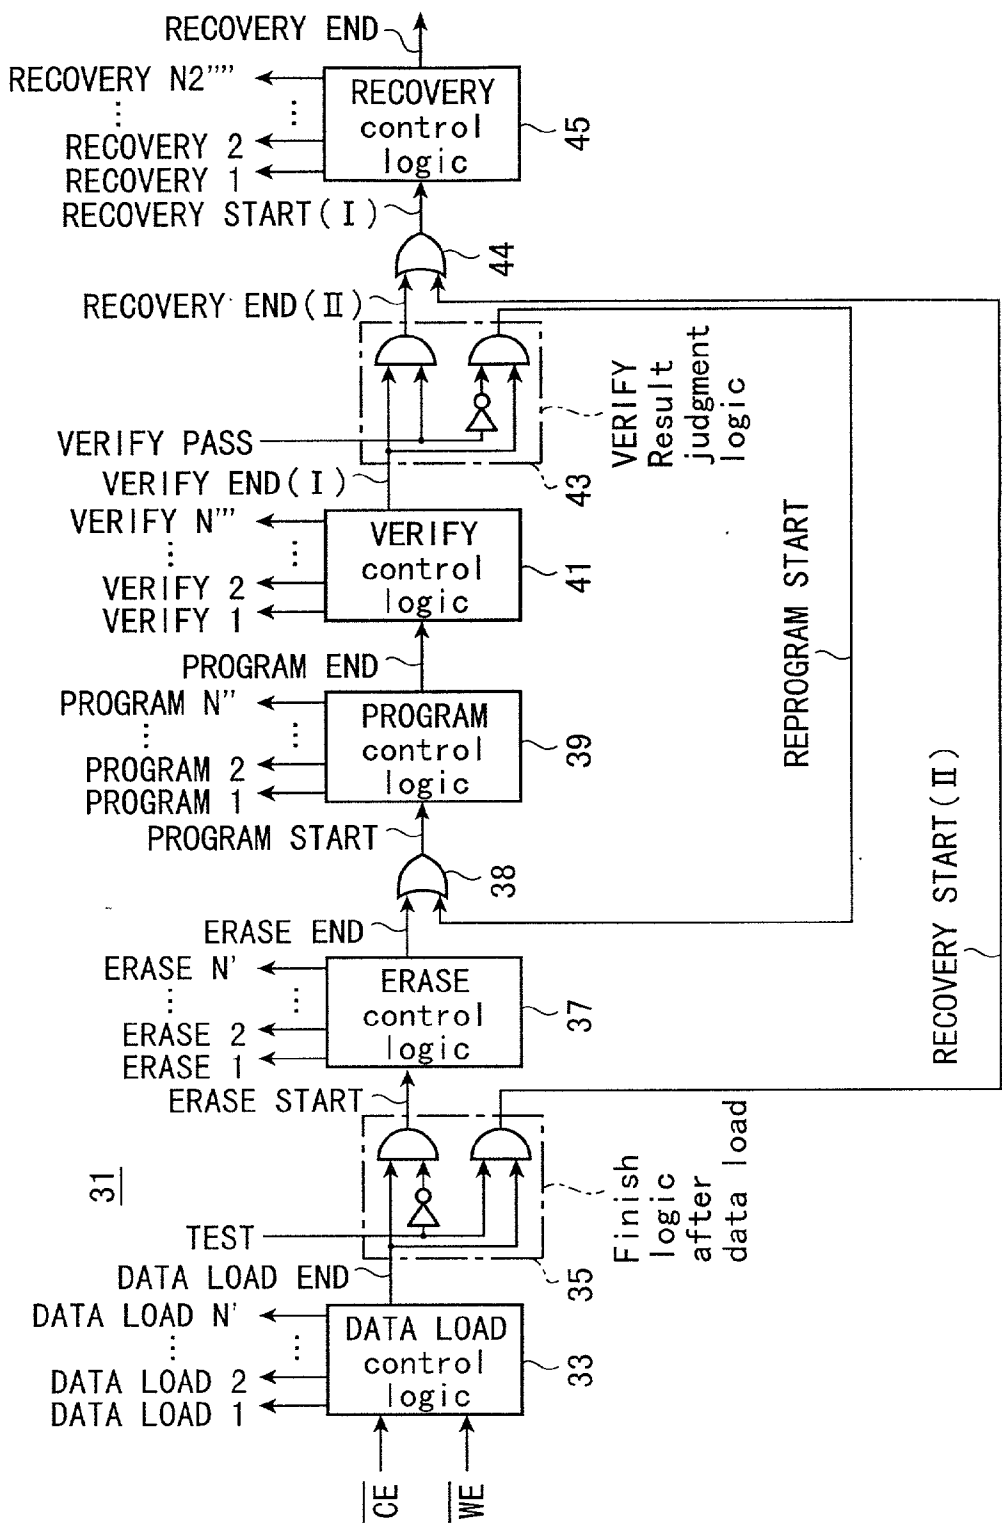 RECOVERY END
RECOVERY N2''''
⋮
RECOVERY 2
RECOVERY 1
RECOVERY
control
logic
45
RECOVERY START(I)
44
RECOVERY END(II)
VERIFY PASS
VERIFY END(I)
43
VERIFY
Result
judgment
logic
VERIFY N'''
⋮
VERIFY 2
VERIFY 1
VERIFY
control
logic
41
PROGRAM END
PROGRAM N''
⋮
PROGRAM 2
PROGRAM 1
PROGRAM
control
logic
39
PROGRAM START
38
REPROGRAM START
ERASE END
ERASE N'
⋮
ERASE 2
ERASE 1
ERASE
control
logic
37
ERASE START
RECOVERY START(II)
31
TEST
DATA LOAD END
35
Finish
logic
after
data load
DATA LOAD N'
⋮
DATA LOAD 2
DATA LOAD 1
DATA LOAD
control
logic
33
C̅E̅
W̅E̅